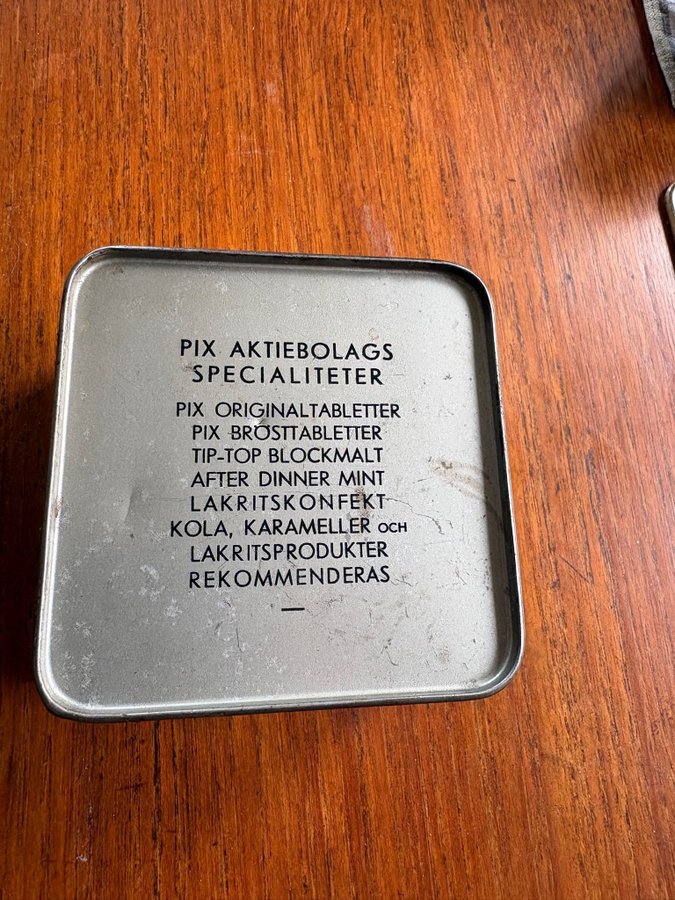 PIX AKTIEBOLAGS
SPECIALITETER
PIX ORIGINALTABLETTER
PIX BRÖSTTABLETTER
TIP-TOP BLOCKMALT
AFTER DINNER MINT
LAKRITSKONFEKT
KOLA, KARAMELLER OCH
LAKRITSPRODUKTER
REKOMMENDERAS